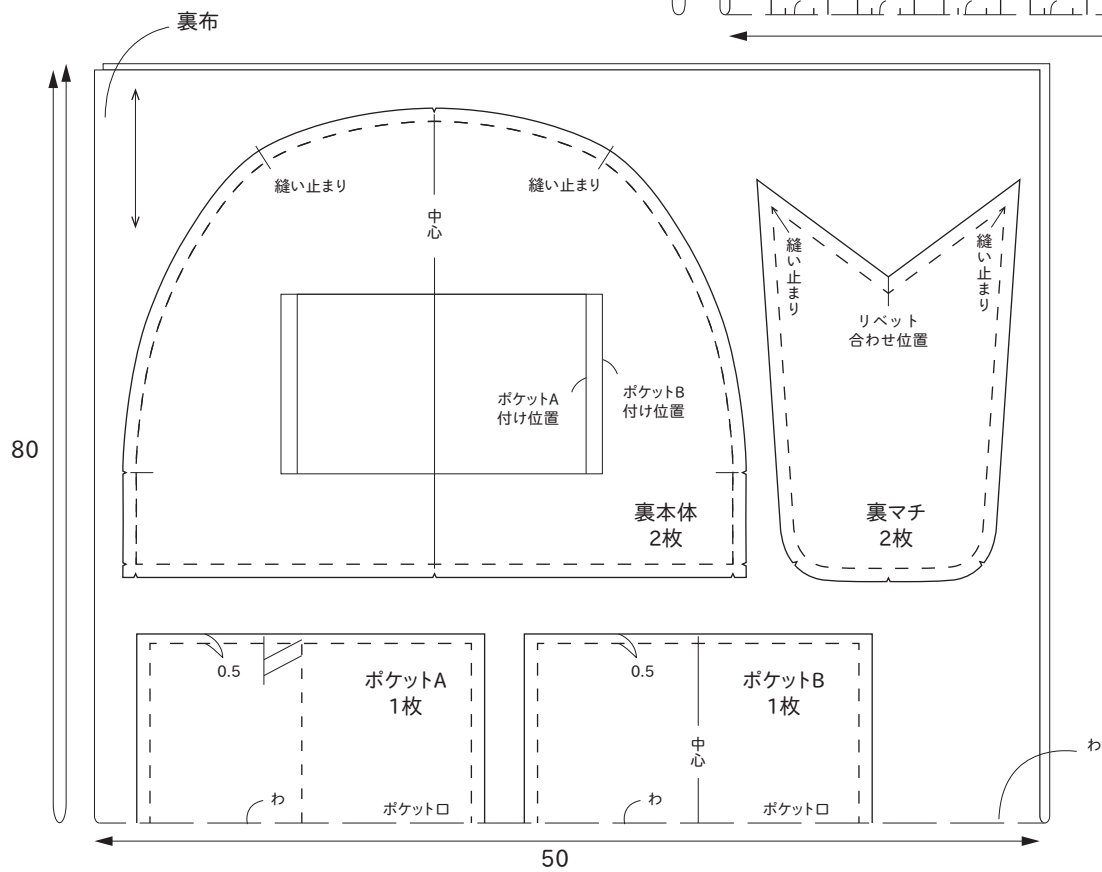 裏布
縫い止まり
縫い止まり
中心
縫い止まり
縫い止まり
リベット
合わせ位置
ポケットA
付け位置
ポケットB
付け位置
80
裏本体
2枚
裏マチ
2枚
0.5
ポケットA
1枚
0.5
ポケットB
1枚
中心
わ
わ
ポケット口
わ
ポケット口
50